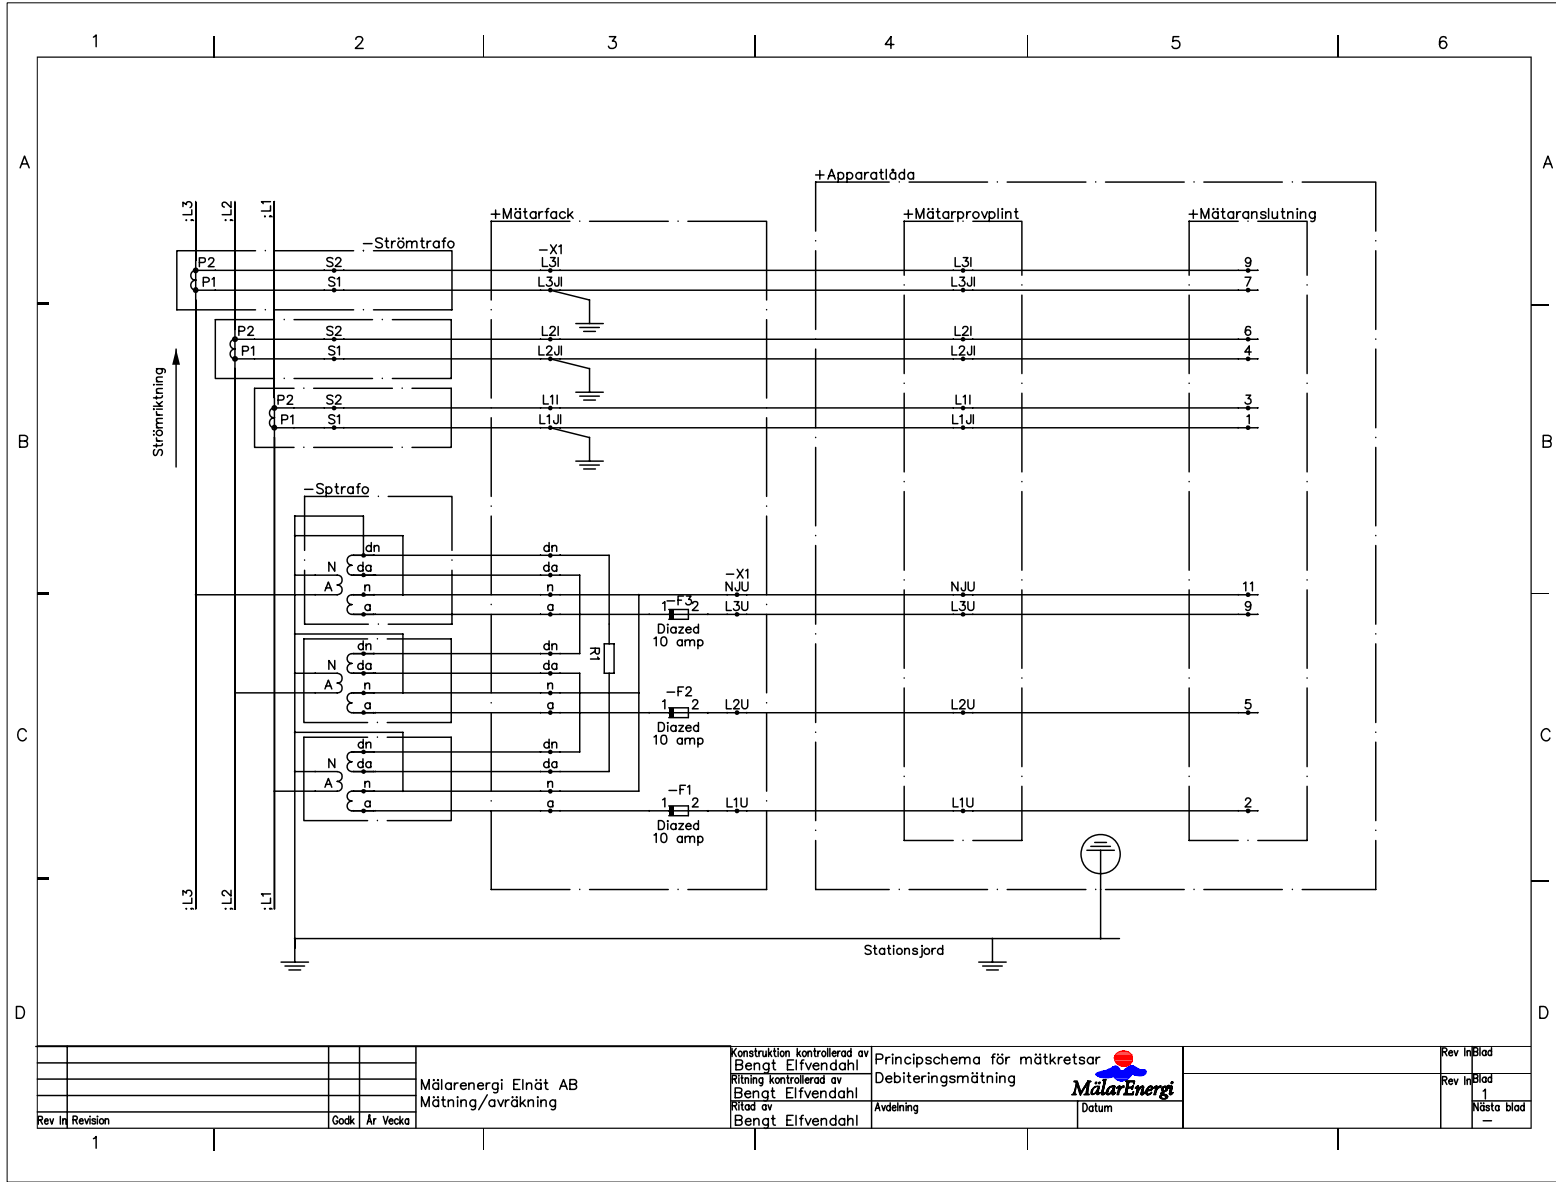 1 2 3 4 5 6
A A
+Apparatlåda
;L3 ;L2 ;L1 +Mätarfack +Mätarprovplint +Mätaranslutning
-Strömtrafo -X1
P2 S2 L3I L3I 9
P1 S1 L3JI L3JI 7
P2 S2 L2I L2I 6
P1 S1 L2JI L2JI 4
Strömriktning
P2 S2 L1I L1I 3
P1 S1 L1JI L1JI 1
B B
-Sptrafo
dn dn
N da da -X1
A n n NJU NJU 11
a a 1 -F3 2 L3U L3U 9
Diazed
10 amp
R1
dn dn
N da da
A n n -F2
a a 1 2 L2U L2U 5
Diazed
10 amp
C C
dn dn
N da da
A n n -F1
a a 1 2 L1U L1U 2
Diazed
10 amp
;L3 ;L2 ;L1
Stationsjord
D D
Rev In Revision Godk År Vecka
Mälarenergi Elnät AB
Mätning/avräkning
Konstruktion kontrollerad av
Bengt Elfvendahl
Ritning kontrollerad av
Bengt Elfvendahl
Ritad av
Bengt Elfvendahl
Principschema för mätkretsar
Debiteringsmätning
MälarEnergi
Avdelning Datum
Rev In Blad
Rev In Blad
1
Nästa blad
–
1